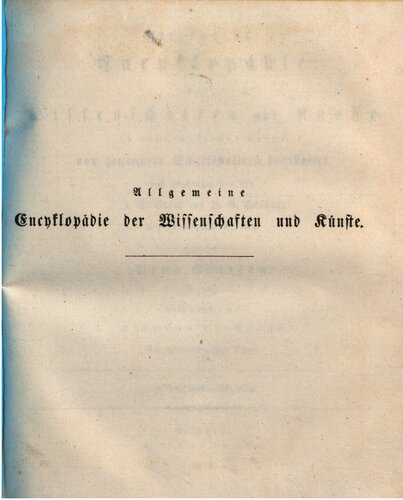 Allgemeine
Encyklopädie der Wissenschaften und Künste.